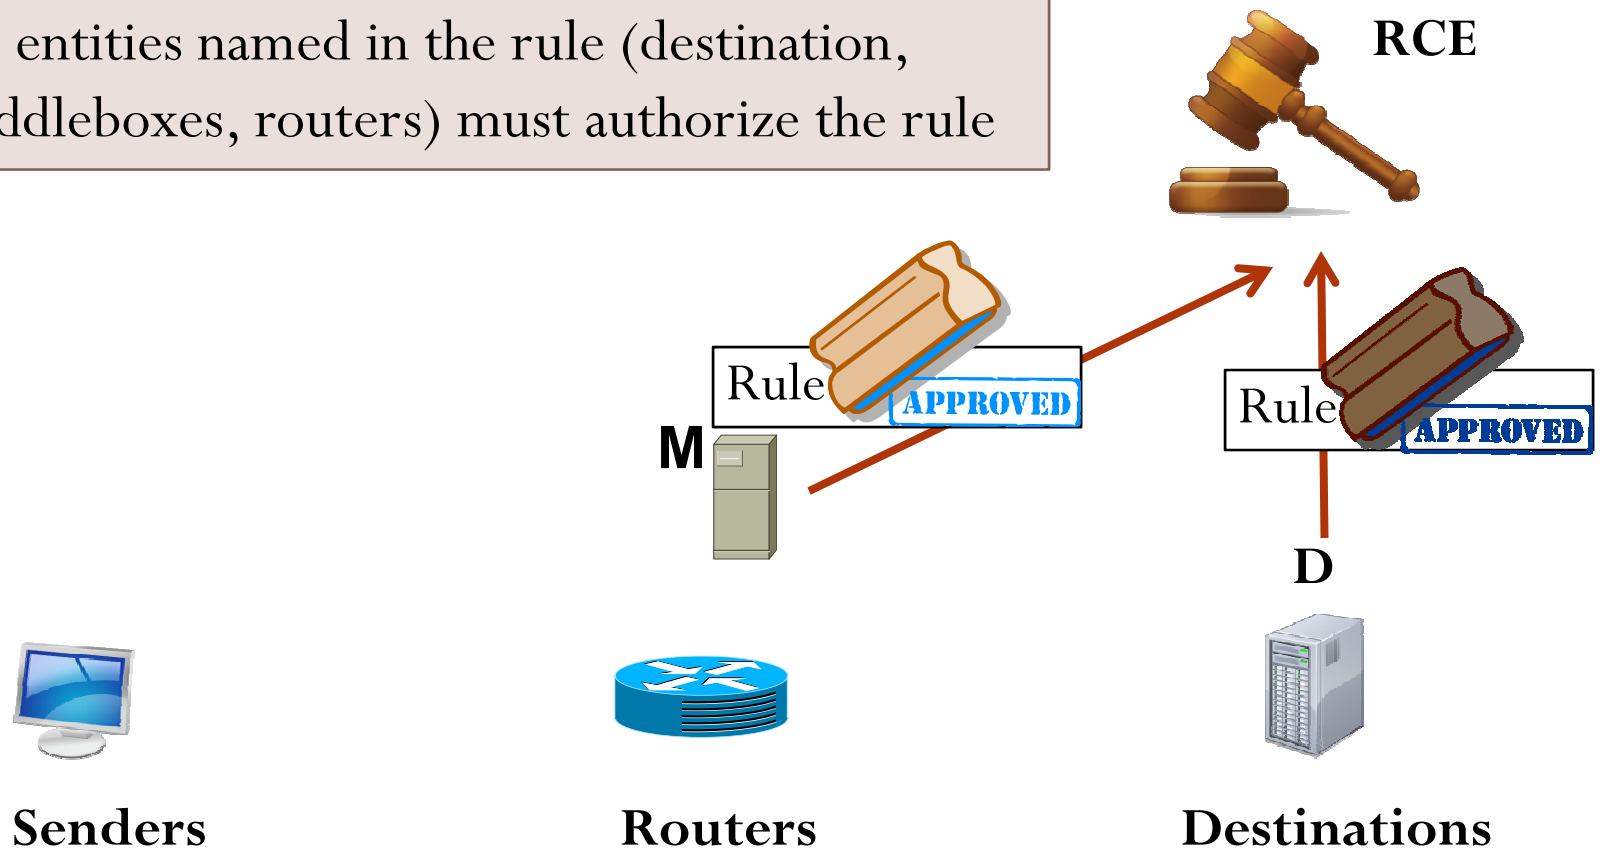 entities named in the rule (destination,
ddleboxes, routers) must authorize the rule
RCE
Rule
APPROVED
Rule
APPROVED
M
D
Senders
Routers
Destinations